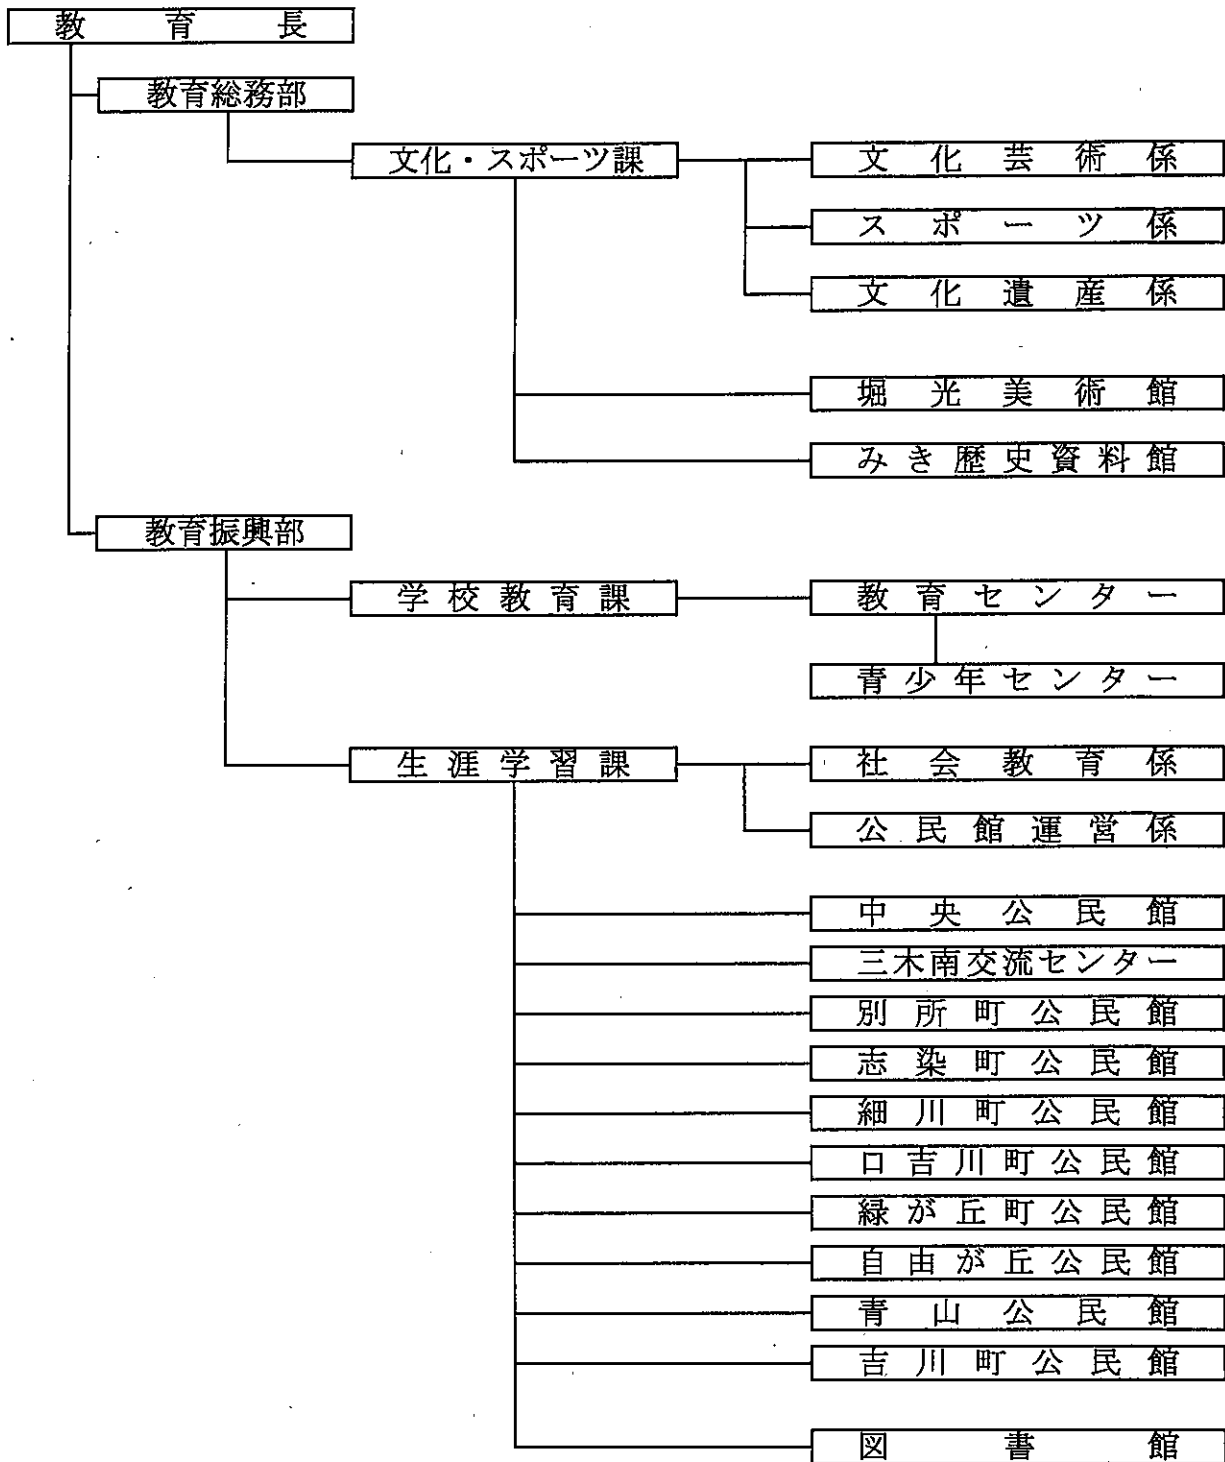 教育長
教育総務部
文化・スポーツ課
文化芸術係
スポーツ係
文化遺産係
堀光美術館
みき歴史資料館
教育振興部
学校教育課
教育センター
青少年センター
生涯学習課
社会教育係
公民館運営係
中央公民館
三木南交流センター
別所町公民館
志染町公民館
細川町公民館
口吉川町公民館
緑が丘町公民館
自由が丘公民館
青山公民館
吉川町公民館
図書館